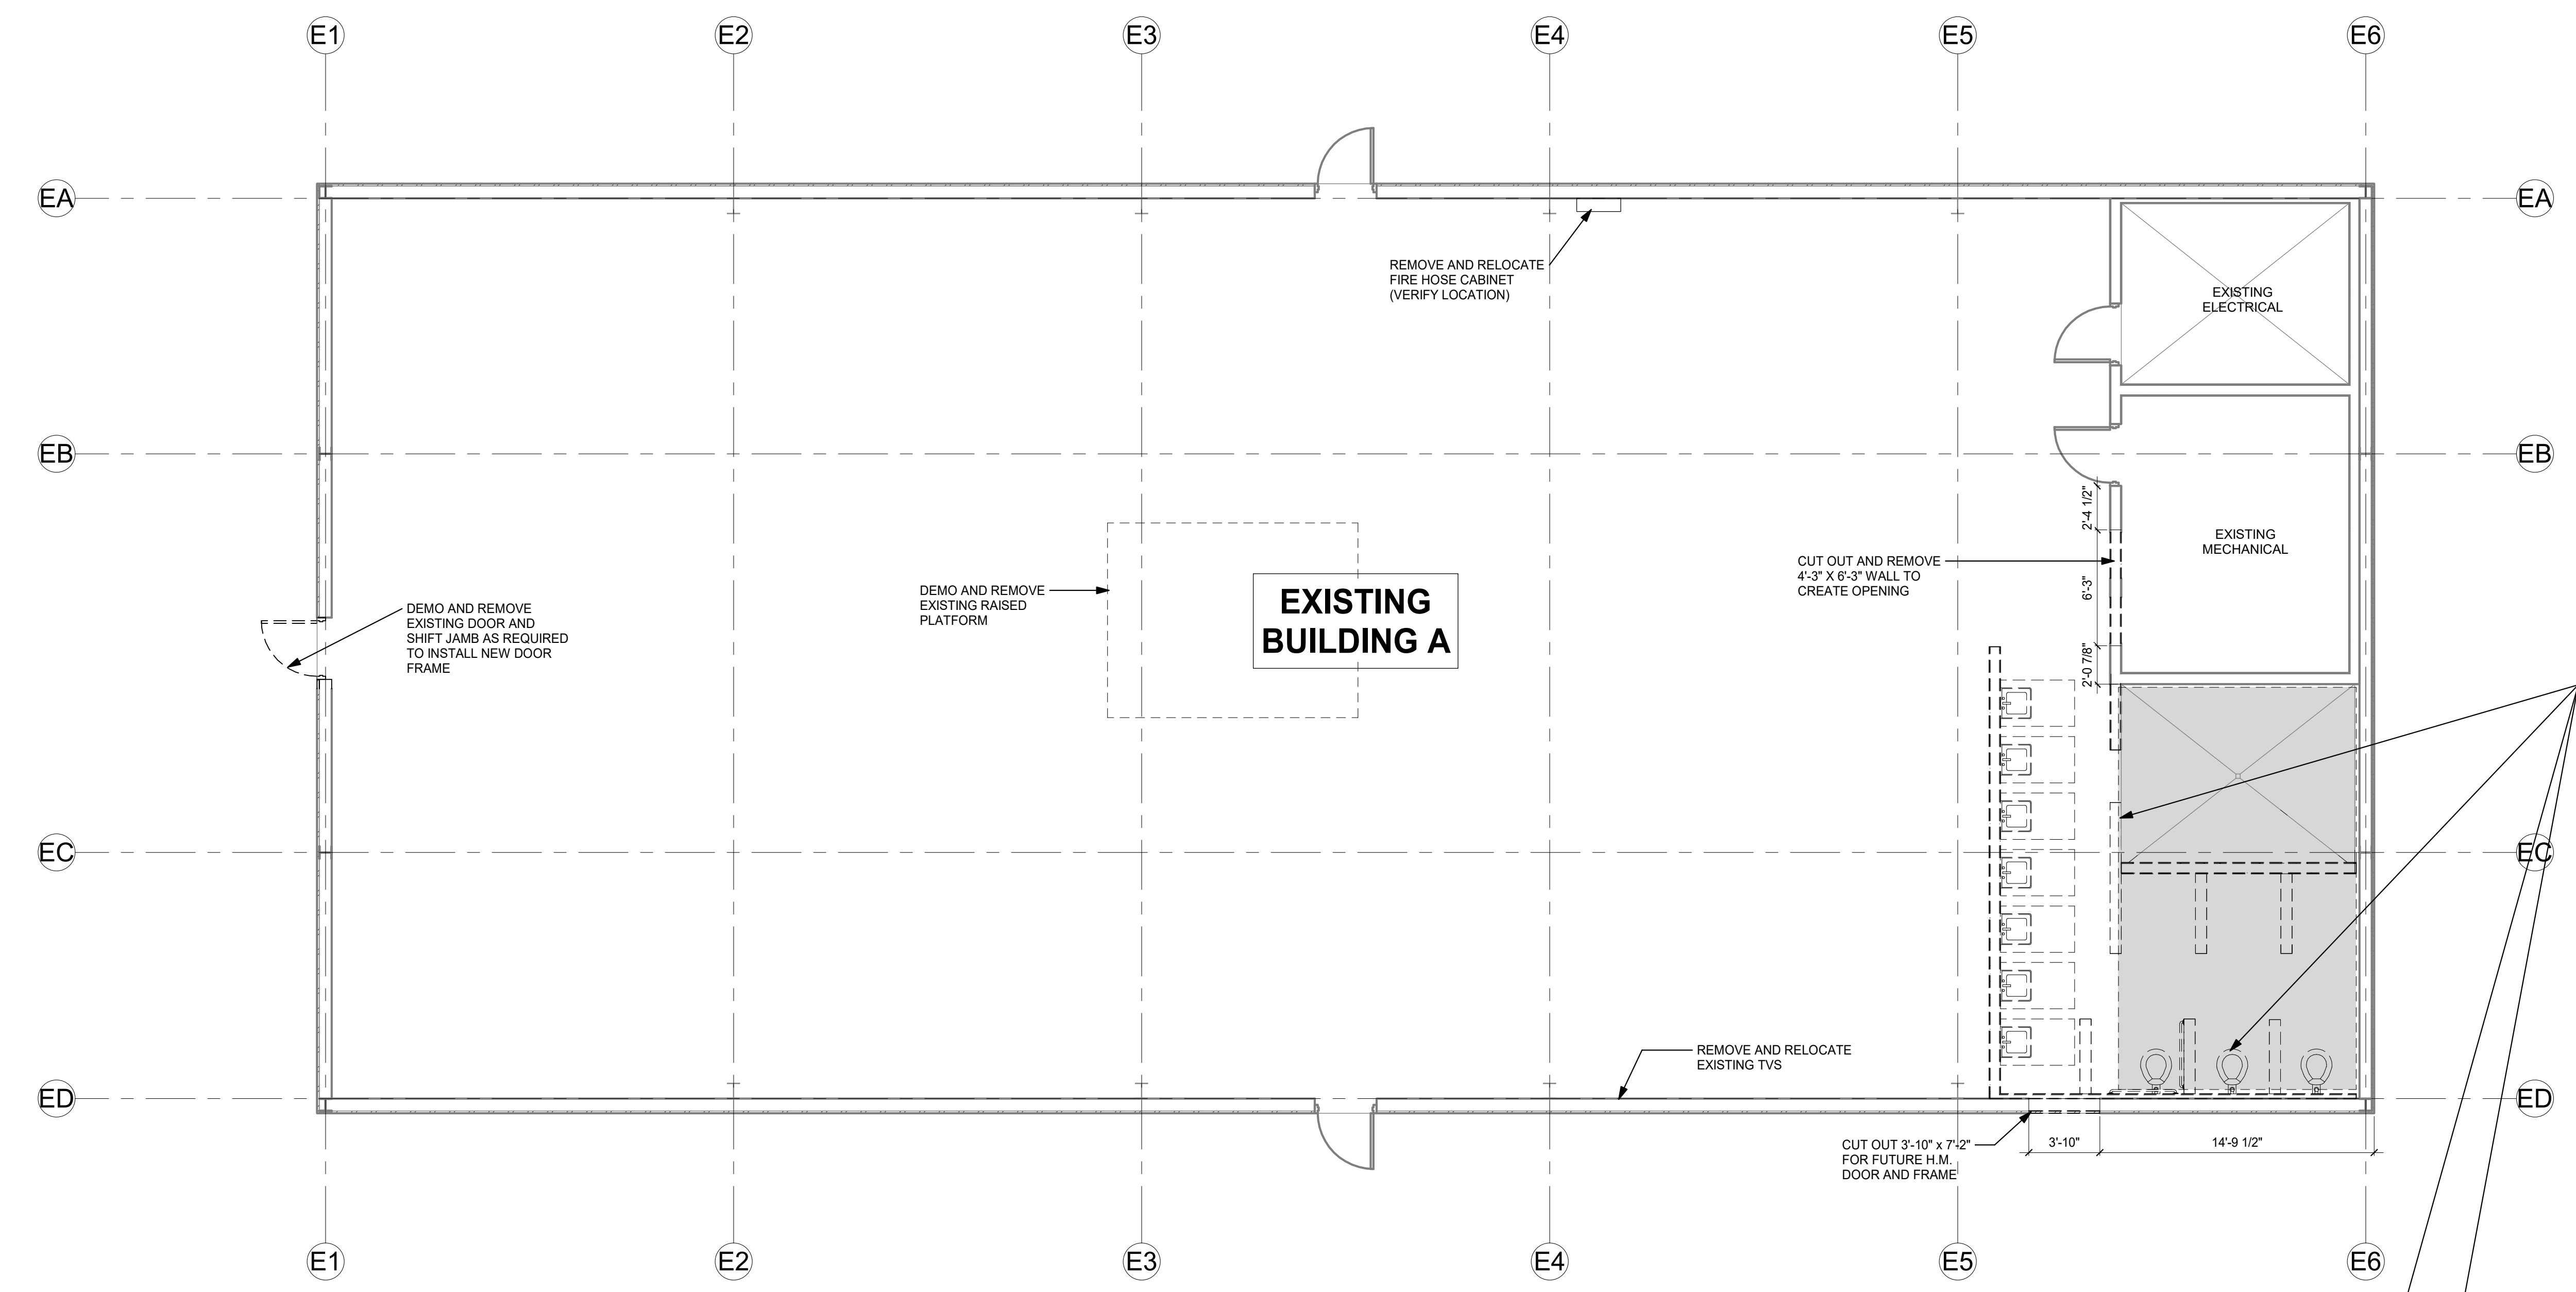 E1
E2
E3
E4
E5
E6
EA
EA
REMOVE AND RELOCATE
FIRE HOSE CABINET
(VERIFY LOCATION)
EXISTING
ELECTRICAL
EB
EB
2'-4 1/2"
EXISTING
MECHANICAL
CUT OUT AND REMOVE
4'-3" X 6'-3" WALL TO
CREATE OPENING
6'-3"
2'-0 7/8"
DEMO AND REMOVE
EXISTING RAISED
PLATFORM
EXISTING
BUILDING A
DEMO AND REMOVE
EXISTING DOOR AND
SHIFT JAMB AS REQUIRED
TO INSTALL NEW DOOR
FRAME
EC
EC
REMOVE AND RELOCATE
EXISTING TVS
ED
ED
CUT OUT 3'-10" x 7'-2"
FOR FUTURE H.M.
DOOR AND FRAME
3'-10"
14'-9 1/2"
E1
E2
E3
E4
E5
E6